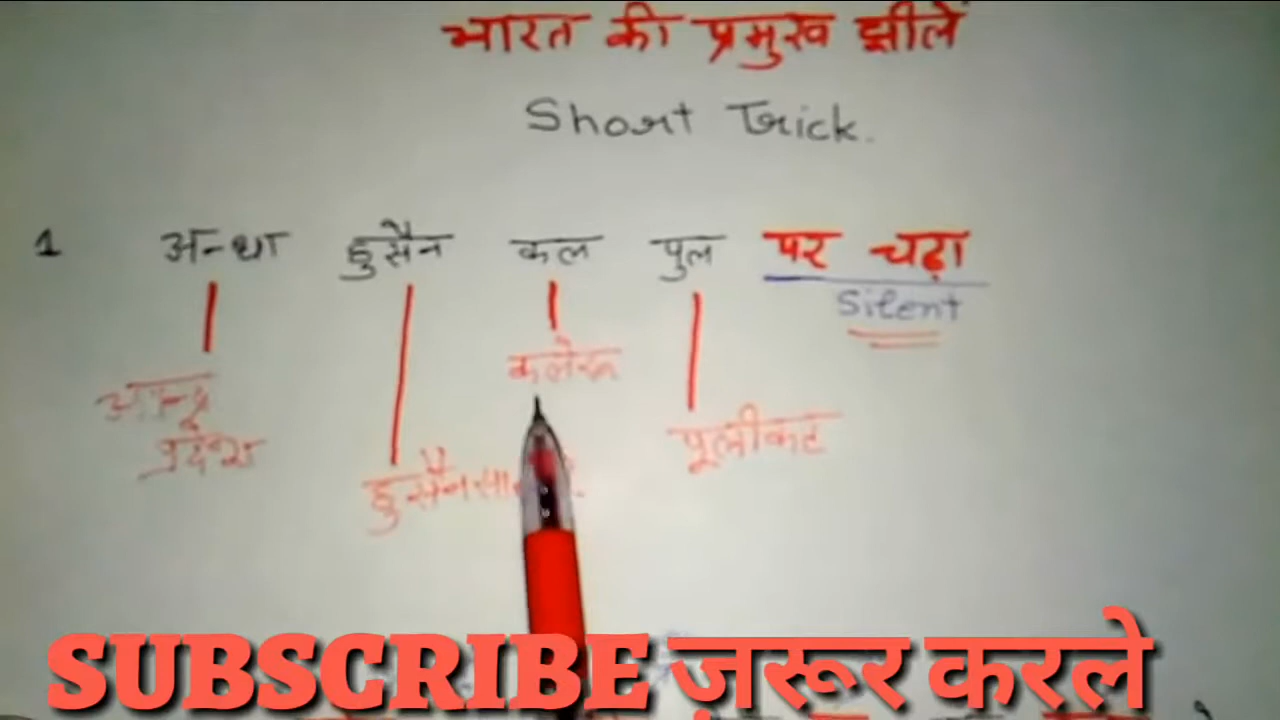 भारत की प्रमुख झीलें
Short Trick.
1 अन्धा हुसैन कल पुल पर चढ़ा
Silent
कलेरू
आन्ध्र
प्रदेश
पूलीकट
SUBSCRIBE ज़रूर करले